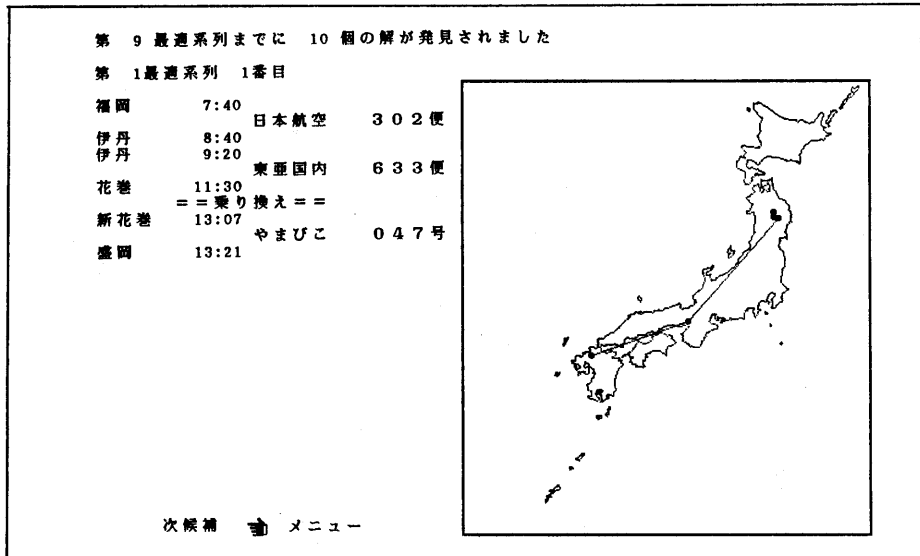 第 9 最適系列までに 10 個の解が発見されました
第 1最適系列 1番目
福岡 7:40
日本航空 302便
伊丹 8:40
伊丹 9:20
東亜国内 633便
花巻 11:30
==乗り換え==
新花巻 13:07
やまびこ 047号
盛岡 13:21
次候補 メニュー